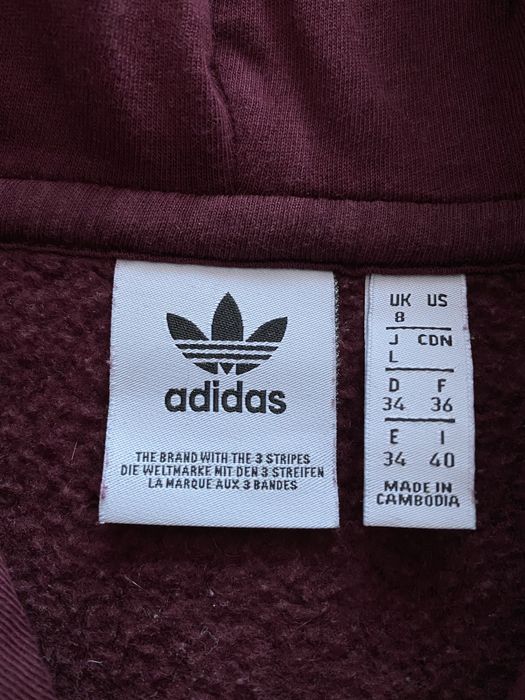 adidas
THE BRAND WITH THE 3 STRIPES
DIE WELTMARKE MIT DEN 3 STREIFEN
LA MARQUE AUX 3 BANDES
UK US
8
J CDN
L
D F
34 36
E I
34 40
MADE IN
CAMBODIA